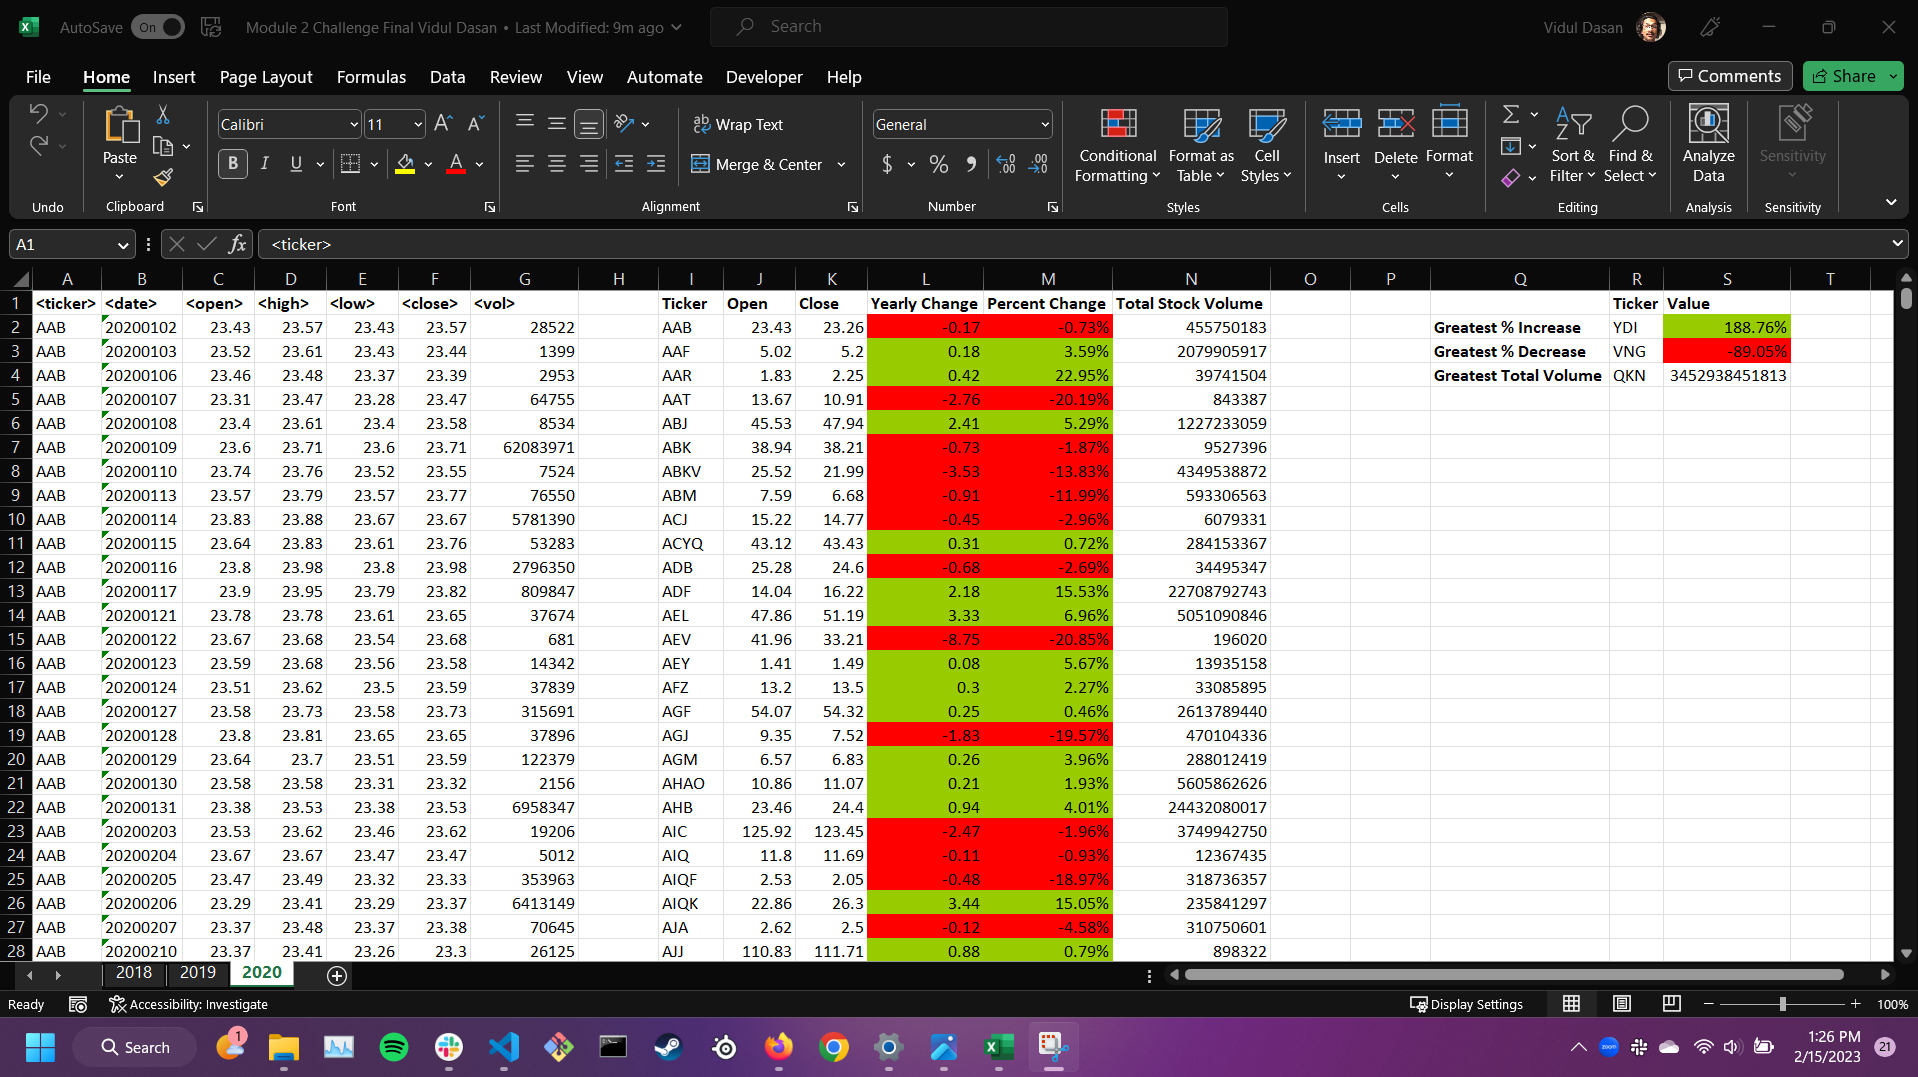 AutoSave On Module 2 Challenge Final Vidul Dasan • Last Modified: 9m ago Search Vidul Dasan
File Home Insert Page Layout Formulas Data Review View Automate Developer Help Comments Share
Calibri 11 Wrap Text General
Paste B I U A Merge & Center $ % Conditional Formatting Format as Table Cell Styles Insert Delete Format Sort & Filter Find & Select Analyze Data Sensitivity
Undo Clipboard Font Alignment Number Styles Cells Editing Analysis Sensitivity
A1 fx <ticker>
A B C D E F G H I J K L M N O P Q R S T
1 <ticker> <date> <open> <high> <low> <close> <vol> Ticker Open Close Yearly Change Percent Change Total Stock Volume Ticker Value
2 AAB 20200102 23.43 23.57 23.43 23.57 28522 AAB 23.43 23.26 -0.17 -0.73% 455750183 Greatest % Increase YDI 188.76%
3 AAB 20200103 23.52 23.61 23.43 23.44 1399 AAF 5.02 5.2 0.18 3.59% 2079905917 Greatest % Decrease VNG -89.05%
4 AAB 20200106 23.46 23.48 23.37 23.39 2953 AAR 1.83 2.25 0.42 22.95% 39741504 Greatest Total Volume QKN 3452938451813
5 AAB 20200107 23.31 23.47 23.28 23.47 64755 AAT 13.67 10.91 -2.76 -20.19% 843387
6 AAB 20200108 23.4 23.61 23.4 23.58 8534 ABJ 45.53 47.94 2.41 5.29% 1227233059
7 AAB 20200109 23.6 23.71 23.6 23.71 62083971 ABK 38.94 38.21 -0.73 -1.87% 9527396
8 AAB 20200110 23.74 23.76 23.52 23.55 7524 ABKV 25.52 21.99 -3.53 -13.83% 4349538872
9 AAB 20200113 23.57 23.79 23.57 23.77 76550 ABM 7.59 6.68 -0.91 -11.99% 593306563
10 AAB 20200114 23.83 23.88 23.67 23.67 5781390 ACJ 15.22 14.77 -0.45 -2.96% 6079331
11 AAB 20200115 23.64 23.83 23.61 23.76 53283 ACYQ 43.12 43.43 0.31 0.72% 284153367
12 AAB 20200116 23.8 23.98 23.8 23.98 2796350 ADB 25.28 24.6 -0.68 -2.69% 34495347
13 AAB 20200117 23.9 23.95 23.79 23.82 809847 ADF 14.04 16.22 2.18 15.53% 22708792743
14 AAB 20200121 23.78 23.78 23.61 23.65 37674 AEL 47.86 51.19 3.33 6.96% 5051090846
15 AAB 20200122 23.67 23.68 23.54 23.68 681 AEV 41.96 33.21 -8.75 -20.85% 196020
16 AAB 20200123 23.59 23.68 23.56 23.58 14342 AEY 1.41 1.49 0.08 5.67% 13935158
17 AAB 20200124 23.51 23.62 23.5 23.59 37839 AFZ 13.2 13.5 0.3 2.27% 33085895
18 AAB 20200127 23.58 23.73 23.58 23.73 315691 AGF 54.07 54.32 0.25 0.46% 2613789440
19 AAB 20200128 23.8 23.81 23.65 23.65 37896 AGJ 9.35 7.52 -1.83 -19.57% 470104336
20 AAB 20200129 23.64 23.7 23.51 23.59 122379 AGM 6.57 6.83 0.26 3.96% 288012419
21 AAB 20200130 23.58 23.58 23.31 23.32 2156 AHAO 10.86 11.07 0.21 1.93% 5605862626
22 AAB 20200131 23.38 23.53 23.38 23.53 6958347 AHB 23.46 24.4 0.94 4.01% 24432080017
23 AAB 20200203 23.53 23.62 23.46 23.62 19206 AIC 125.92 123.45 -2.47 -1.96% 3749942750
24 AAB 20200204 23.67 23.67 23.47 23.47 5012 AIQ 11.8 11.69 -0.11 -0.93% 12367435
25 AAB 20200205 23.47 23.49 23.32 23.33 353963 AIQF 2.53 2.05 -0.48 -18.97% 318736357
26 AAB 20200206 23.29 23.41 23.29 23.37 6413149 AIQK 22.86 26.3 3.44 15.05% 235841297
27 AAB 20200207 23.37 23.48 23.37 23.38 70645 AJA 2.62 2.5 -0.12 -4.58% 310750601
28 AAB 20200210 23.37 23.41 23.26 23.3 26125 AJJ 110.83 111.71 0.88 0.79% 898322
2018 2019 2020
Ready Accessibility: Investigate Display Settings 100%
Search 1 zoom 1:26 PM 21
2/15/2023